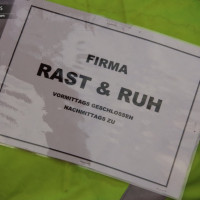 FIRMA
RAST & RUH
VORMITTAGS GESCHLOSSEN
NACHMITTAGS ZU